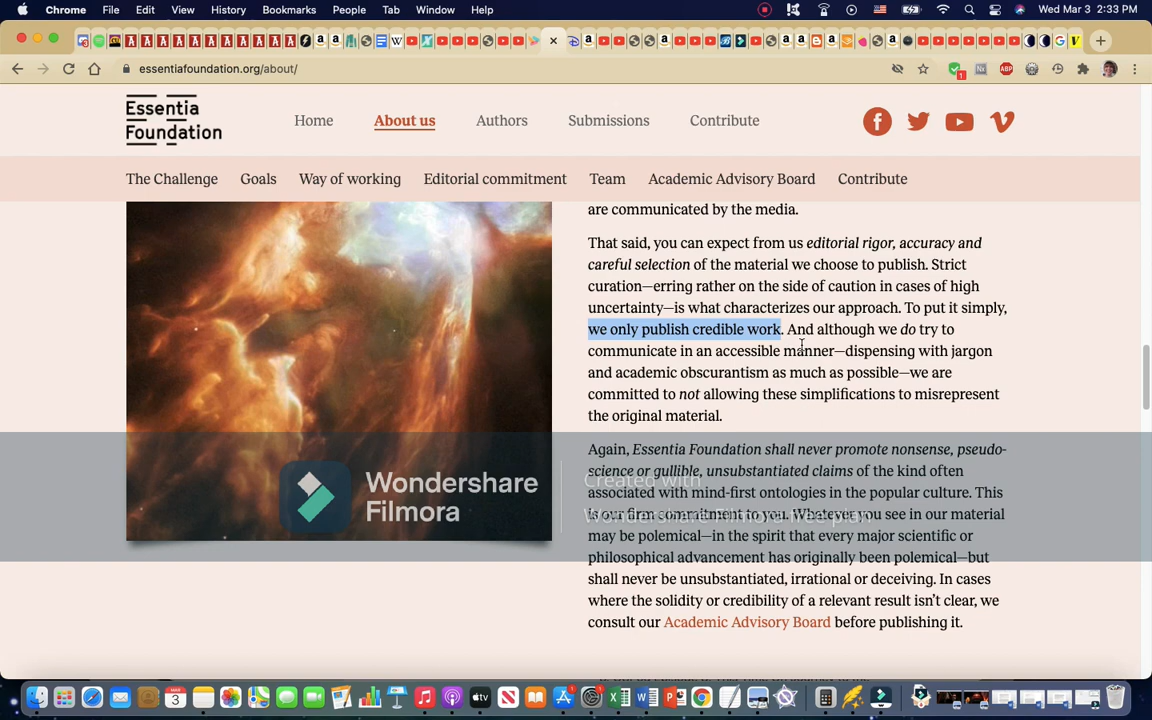 Chrome File Edit View History Bookmarks People Tab Window Help Wed Mar 3 2:33 PM
essentiafoundation.org/about/
Essentia
Foundation
Home About us Authors Submissions Contribute
The Challenge Goals Way of working Editorial commitment Team Academic Advisory Board Contribute
are communicated by the media.
That said, you can expect from us editorial rigor, accuracy and
careful selection of the material we choose to publish. Strict
curation—erring rather on the side of caution in cases of high
uncertainty—is what characterizes our approach. To put it simply,
we only publish credible work. And although we do try to
communicate in an accessible manner—dispensing with jargon
and academic obscurantism as much as possible—we are
committed to not allowing these simplifications to misrepresent
the original material.
Again, Essentia Foundation shall never promote nonsense, pseudo-
science or gullible, unsubstantiated claims of the kind often
associated with mind-first ontologies in the popular culture. This
is our firm commitment to you. Whatever you see in our material
may be polemical—in the spirit that every major scientific or
philosophical advancement has originally been polemical—but
shall never be unsubstantiated, irrational or deceiving. In cases
where the solidity or credibility of a relevant result isn't clear, we
consult our Academic Advisory Board before publishing it.
Wondershare
Filmora
Created with
Wondershare Filmora free plan